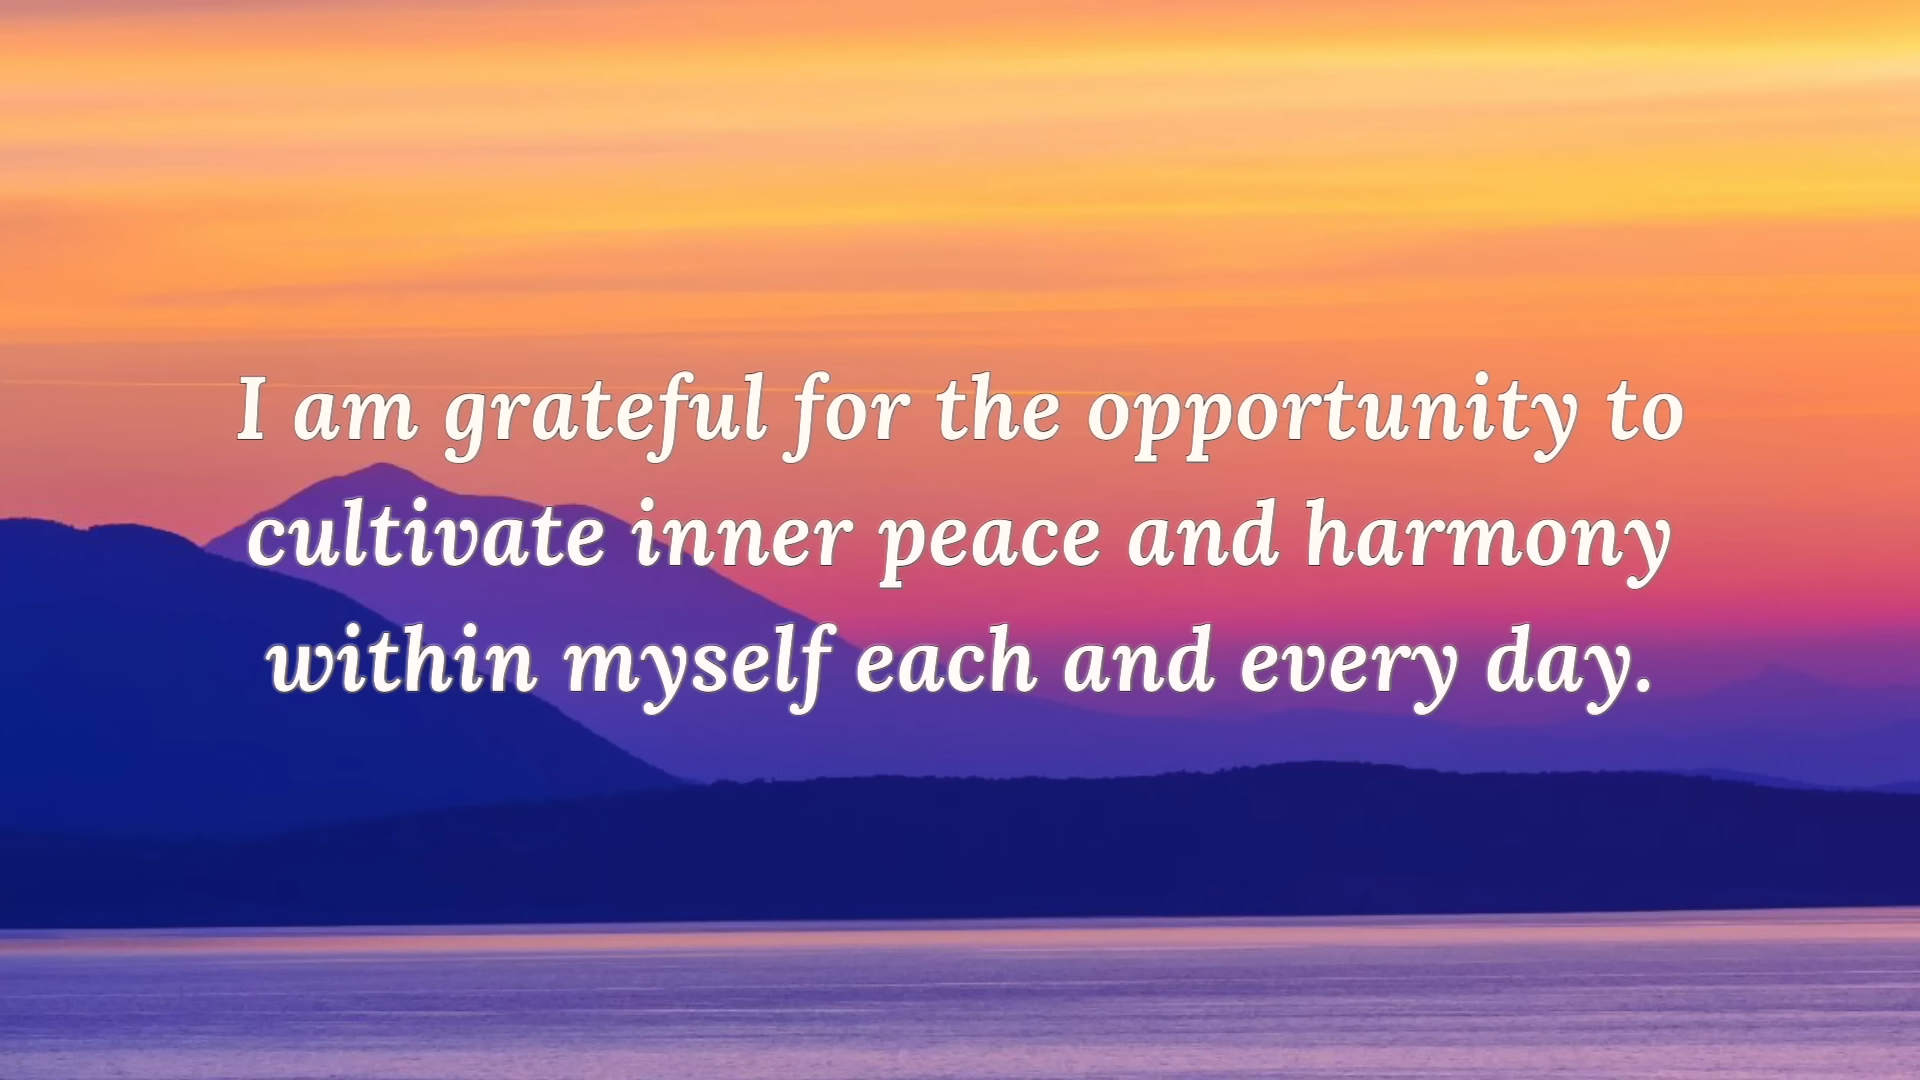 I am grateful for the opportunity to
cultivate inner peace and harmony
within myself each and every day.